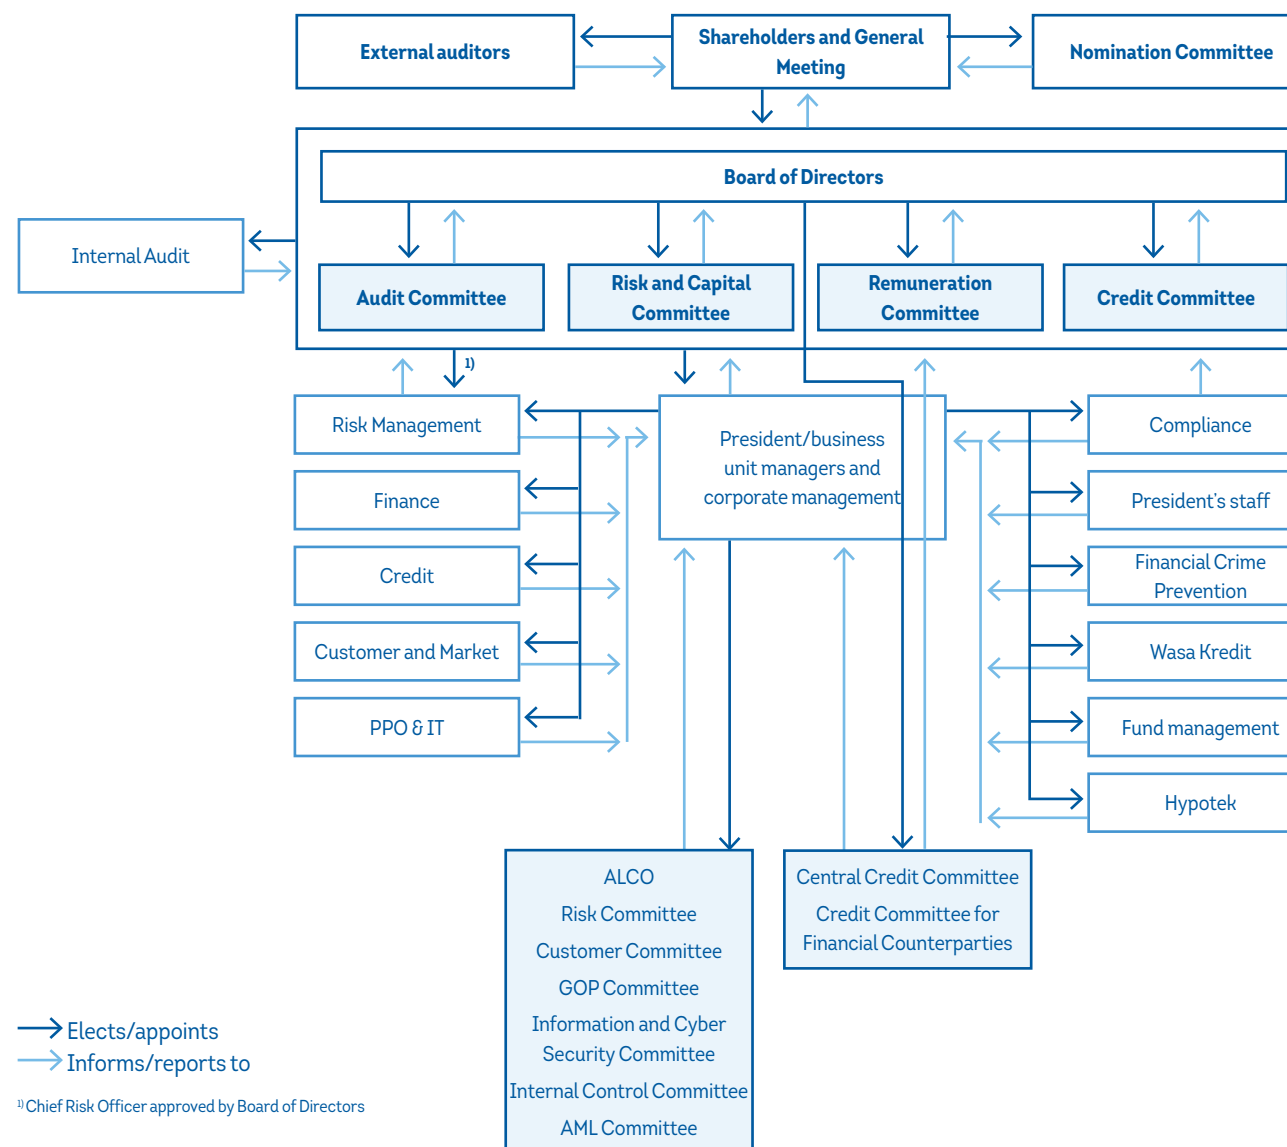 External auditors
Shareholders and General
Meeting
Nomination Committee
Board of Directors
Internal Audit
Audit Committee
Risk and Capital
Committee
Remuneration
Committee
Credit Committee
1)
Risk Management
President/business
unit managers and
corporate management
Compliance
Finance
President's staff
Credit
Financial Crime
Prevention
Customer and Market
Wasa Kredit
PPO & IT
Fund management
Hypotek
ALCO
Risk Committee
Customer Committee
GOP Committee
Information and Cyber
Security Committee
Internal Control Committee
AML Committee
Central Credit Committee
Credit Committee for
Financial Counterparties
Elects/appoints
Informs/reports to
1) Chief Risk Officer approved by Board of Directors